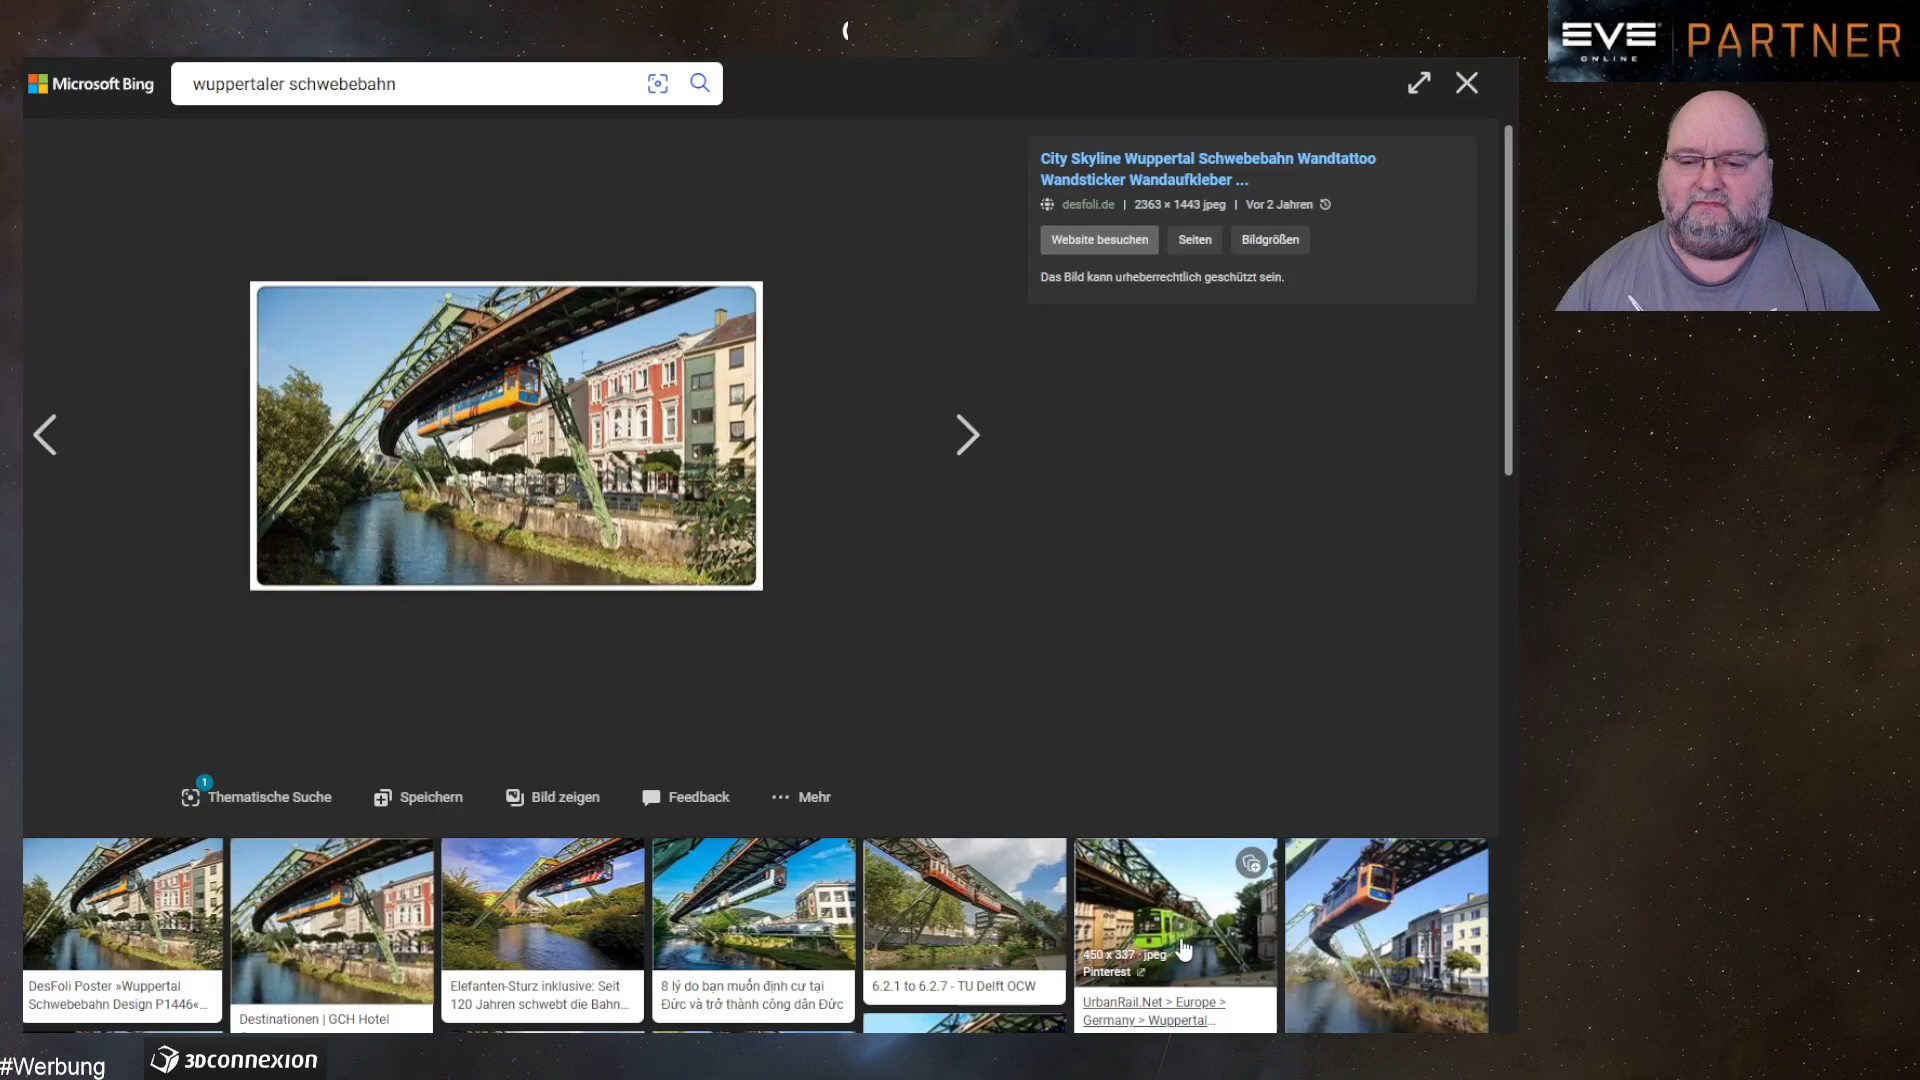 EVE
ONLINE
PARTNER
Microsoft Bing
wuppertaler schwebebahn
City Skyline Wuppertal Schwebebahn Wandtattoo
Wandsticker Wandaufkleber ...
desfoli.de | 2363 × 1443 jpeg | Vor 2 Jahren
Website besuchen
Seiten
Bildgrößen
Das Bild kann urheberrechtlich geschützt sein.
1
Thematische Suche
Speichern
Bild zeigen
Feedback
Mehr
DesFoli Poster »Wuppertal
Schwebebahn Design P1446«...
Destinationen | GCH Hotel
Elefanten-Sturz inklusive: Seit
120 Jahren schwebt die Bahn...
8 lý do bạn muốn định cư tại
Đức và trở thành công dân Đức
6.2.1 to 6.2.7 - TU Delft OCW
450 x 337 · jpeg
Pinterest
UrbanRail.Net > Europe >
Germany > Wuppertal...
#Werbung
3Dconnexion